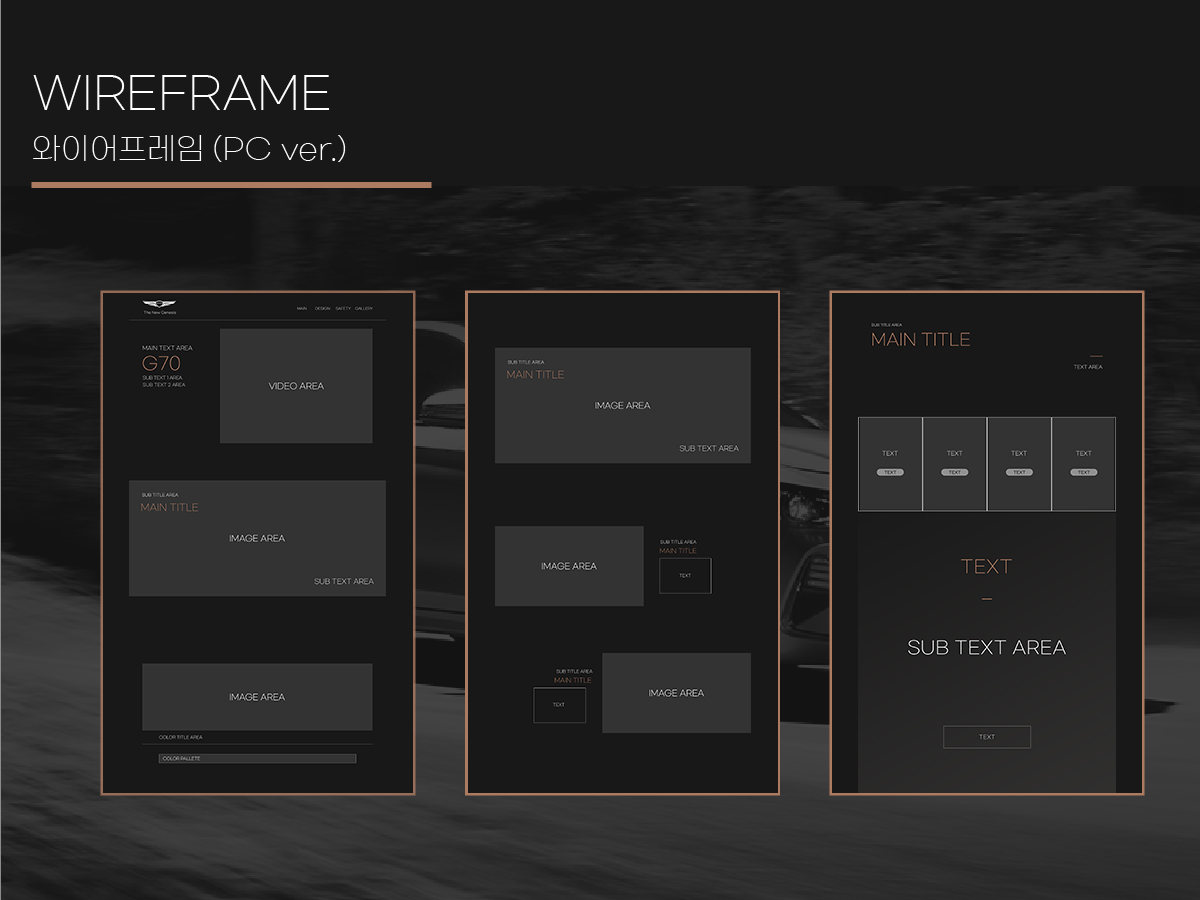 WIREFRAME
와이어프레임 (PC ver.)
The New Genesis
MAIN DESIGN SAFETY GALLERY
MAIN TEXT AREA
G70
SUB TEXT 1 AREA
SUB TEXT 2 AREA
VIDEO AREA
SUB TITLE AREA
MAIN TITLE
IMAGE AREA
SUB TEXT AREA
IMAGE AREA
COLOR TITLE AREA
COLOR PALLETE
SUB TITLE AREA
MAIN TITLE
IMAGE AREA
SUB TEXT AREA
IMAGE AREA
SUB TITLE AREA
MAIN TITLE
TEXT
SUB TITLE AREA
MAIN TITLE
TEXT
IMAGE AREA
SUB TITLE AREA
MAIN TITLE
TEXT AREA
TEXT TEXT TEXT TEXT
TEXT TEXT TEXT TEXT
TEXT
SUB TEXT AREA
TEXT